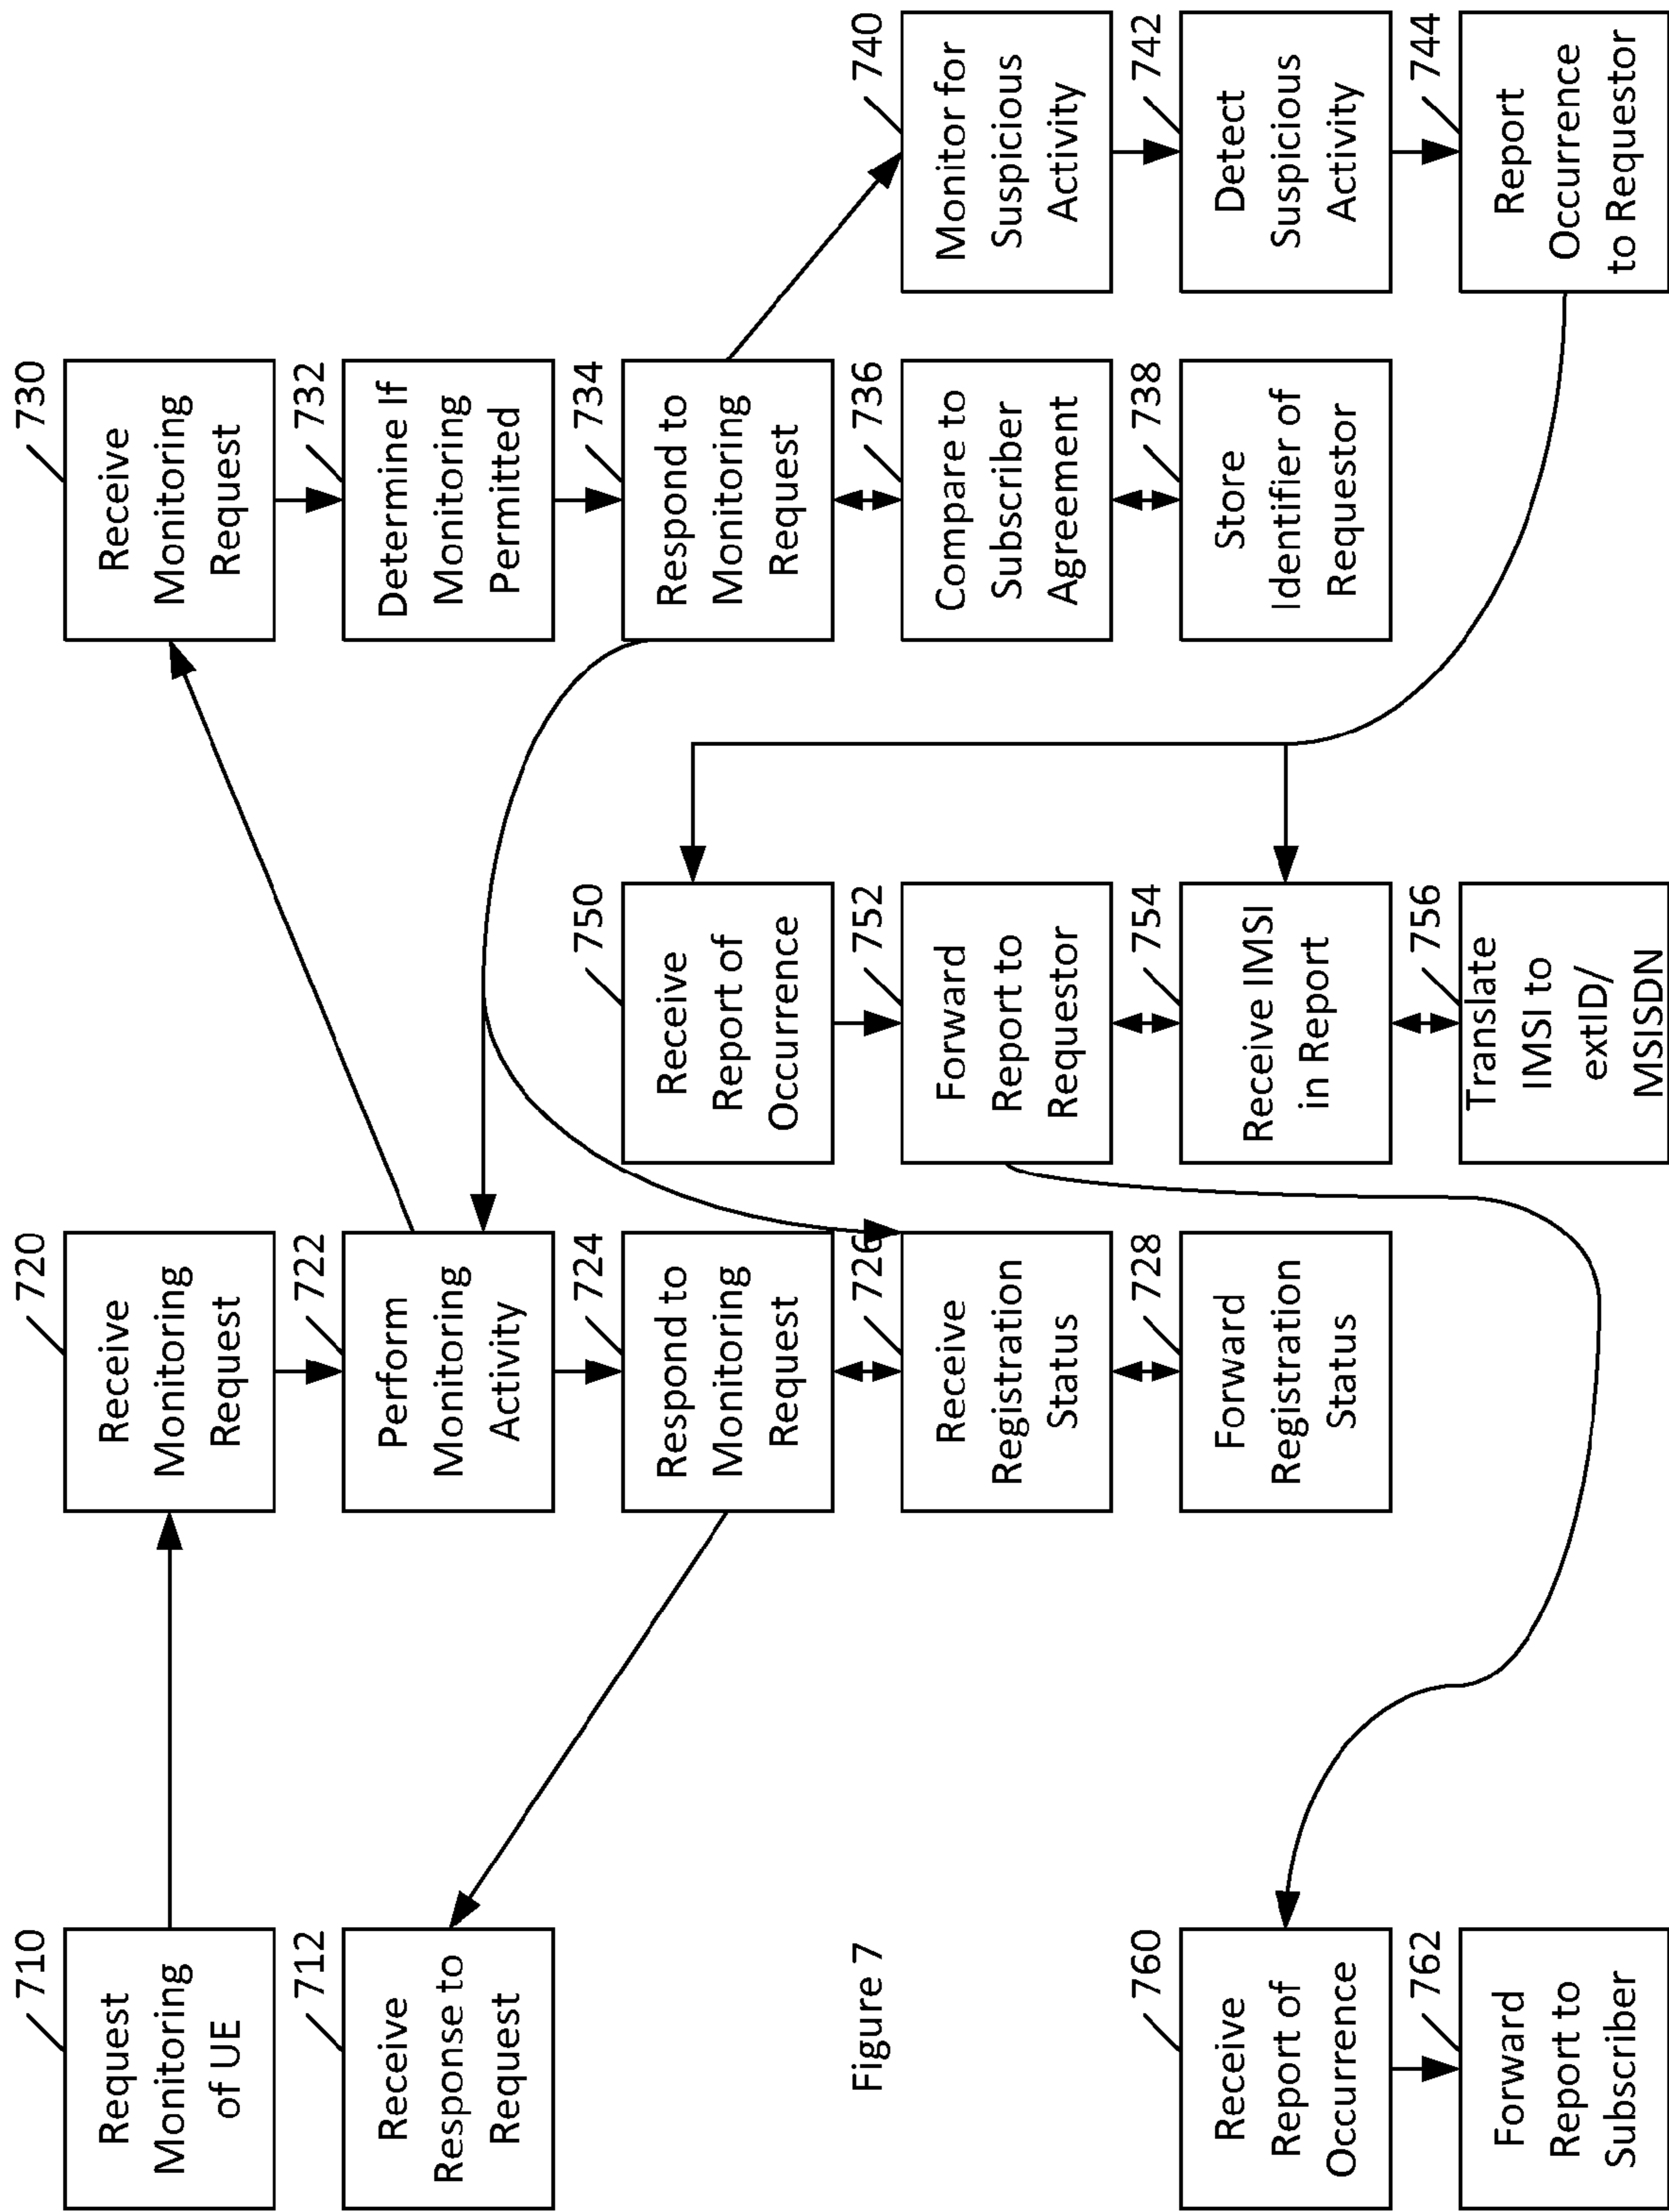 710
Request
Monitoring
of UE
712
Receive
Response to
Request
720
Receive
Monitoring
Request
722
Perform
Monitoring
Activity
724
Respond to
Monitoring
Request
726
Receive
Registration
Status
728
Forward
Registration
Status
730
Receive
Monitoring
Request
732
Determine If
Monitoring
Permitted
734
Respond to
Monitoring
Request
736
Compare to
Subscriber
Agreement
738
Store
Identifier of
Requestor
740
Monitor for
Suspicious
Activity
742
Detect
Suspicious
Activity
744
Report
Occurrence
to Requestor
750
Receive
Report of
Occurrence
752
Forward
Report to
Requestor
754
Receive IMSI
in Report
756
Translate
IMSI to
extID/
MSISDN
760
Receive
Report of
Occurrence
762
Forward
Report to
Subscriber
Figure 7